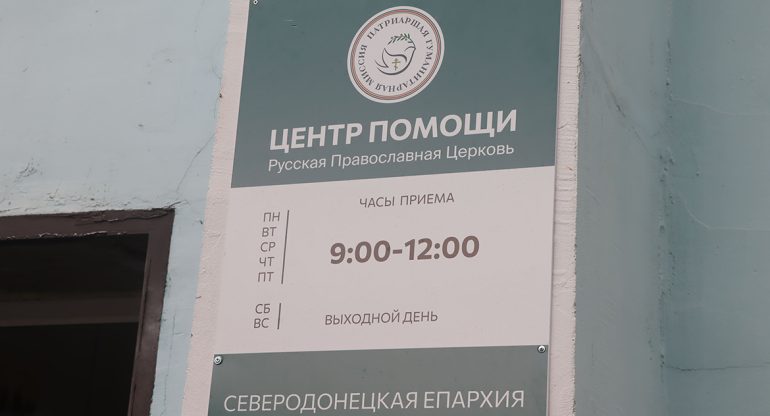 ПАТРИАРШАЯ ГУМАНИТАРНАЯ МИССИЯ
ЦЕНТР ПОМОЩИ
Русская Православная Церковь
ЧАСЫ ПРИЕМА
ПН
ВТ
СР
ЧТ
ПТ
9:00-12:00
СБ
ВС
ВЫХОДНОЙ ДЕНЬ
СЕВЕРОДОНЕЦКАЯ ЕПАРХИЯ